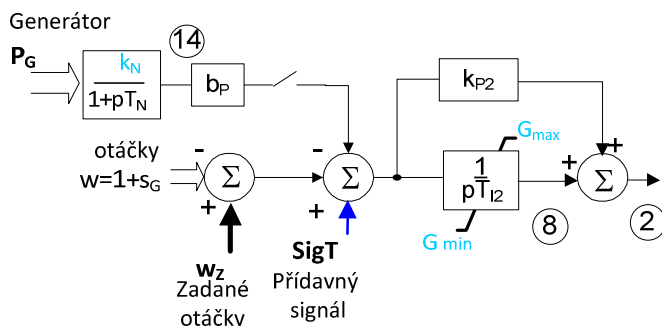 Generátor
P_G
14
k_N
1+pT_N
b_P
k_P2
G_max
-
-
+
otáčky
w=1+s_G
Σ
Σ
1
pT_I2
+
Σ
+
+
G min
8
2
SigT
w_Z
Přídavný
Zadané
signál
otáčky